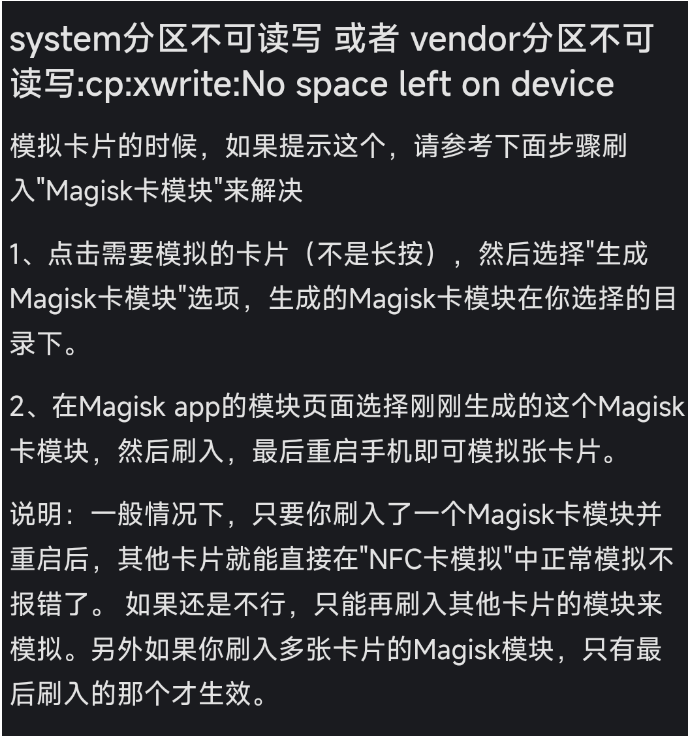 system分区不可读写 或者 vendor分区不可
读写:cp:xwrite:No space left on device
模拟卡片的时候，如果提示这个，请参考下面步骤刷
入"Magisk卡模块"来解决
1、点击需要模拟的卡片（不是长按），然后选择"生成
Magisk卡模块"选项，生成的Magisk卡模块在你选择的目
录下。
2、在Magisk app的模块页面选择刚刚生成的这个Magisk
卡模块，然后刷入，最后重启手机即可模拟张卡片。
说明：一般情况下，只要你刷入了一个Magisk卡模块并
重启后，其他卡片就能直接在"NFC卡模拟"中正常模拟不
报错了。 如果还是不行，只能再刷入其他卡片的模块来
模拟。另外如果你刷入多张卡片的Magisk模块，只有最
后刷入的那个才生效。